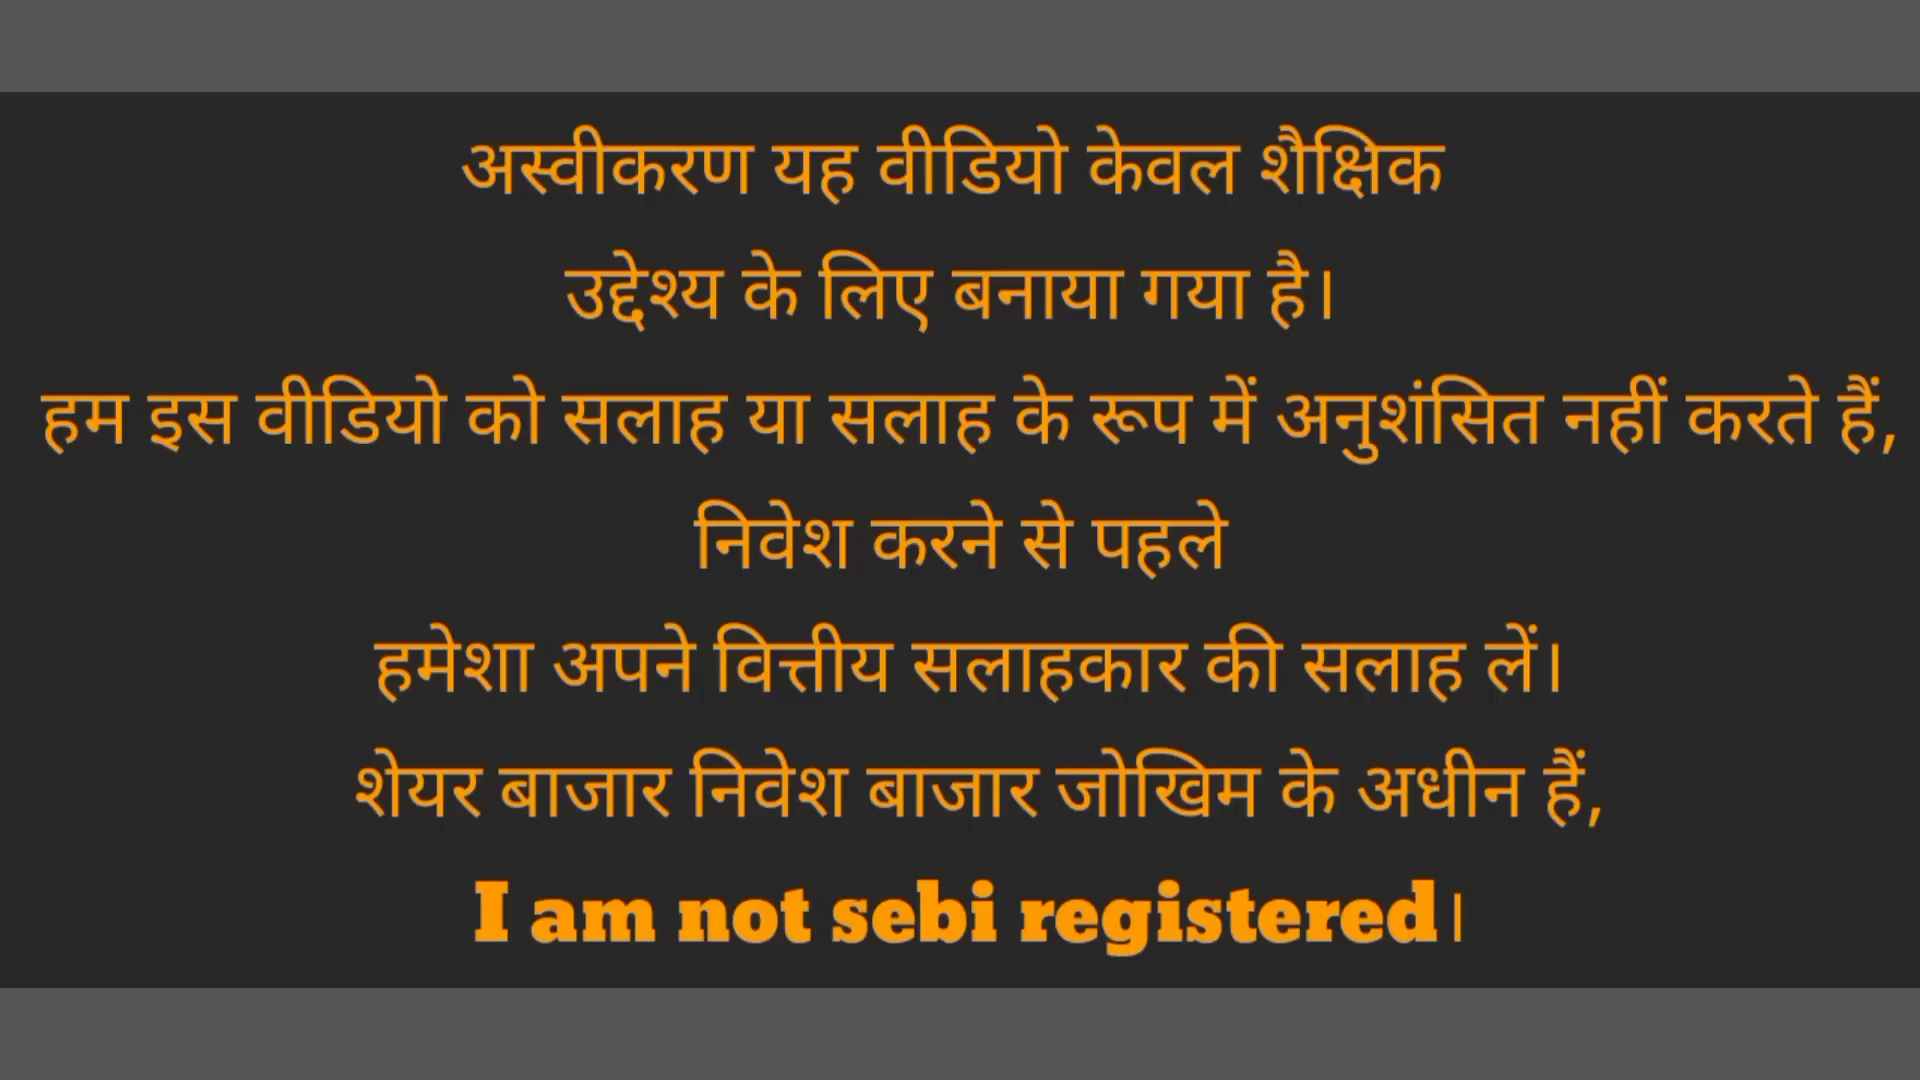 अस्वीकरण यह वीडियो केवल शैक्षिक
उद्देश्य के लिए बनाया गया है।
हम इस वीडियो को सलाह या सलाह के रूप में अनुशंसित नहीं करते हैं,
निवेश करने से पहले
हमेशा अपने वित्तीय सलाहकार की सलाह लें।
शेयर बाजार निवेश बाजार जोखिम के अधीन हैं,
I am not sebi registered।